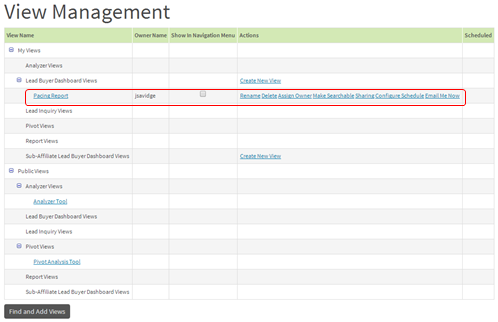 View Management
View Name Owner Name Show In Navigation Menu Actions Scheduled
My Views
Analyzer Views
Lead Buyer Dashboard Views Create New View
Pacing Report jsavidge Rename Delete Assign Owner Make Searchable Sharing Configure Schedule Email Me Now
Lead Inquiry Views
Pivot Views
Report Views
Sub-Affiliate Lead Buyer Dashboard Views Create New View
Public Views
Analyzer Views
Analyzer Tool
Lead Buyer Dashboard Views
Lead Inquiry Views
Pivot Views
Pivot Analysis Tool
Report Views
Sub-Affiliate Lead Buyer Dashboard Views
Find and Add Views